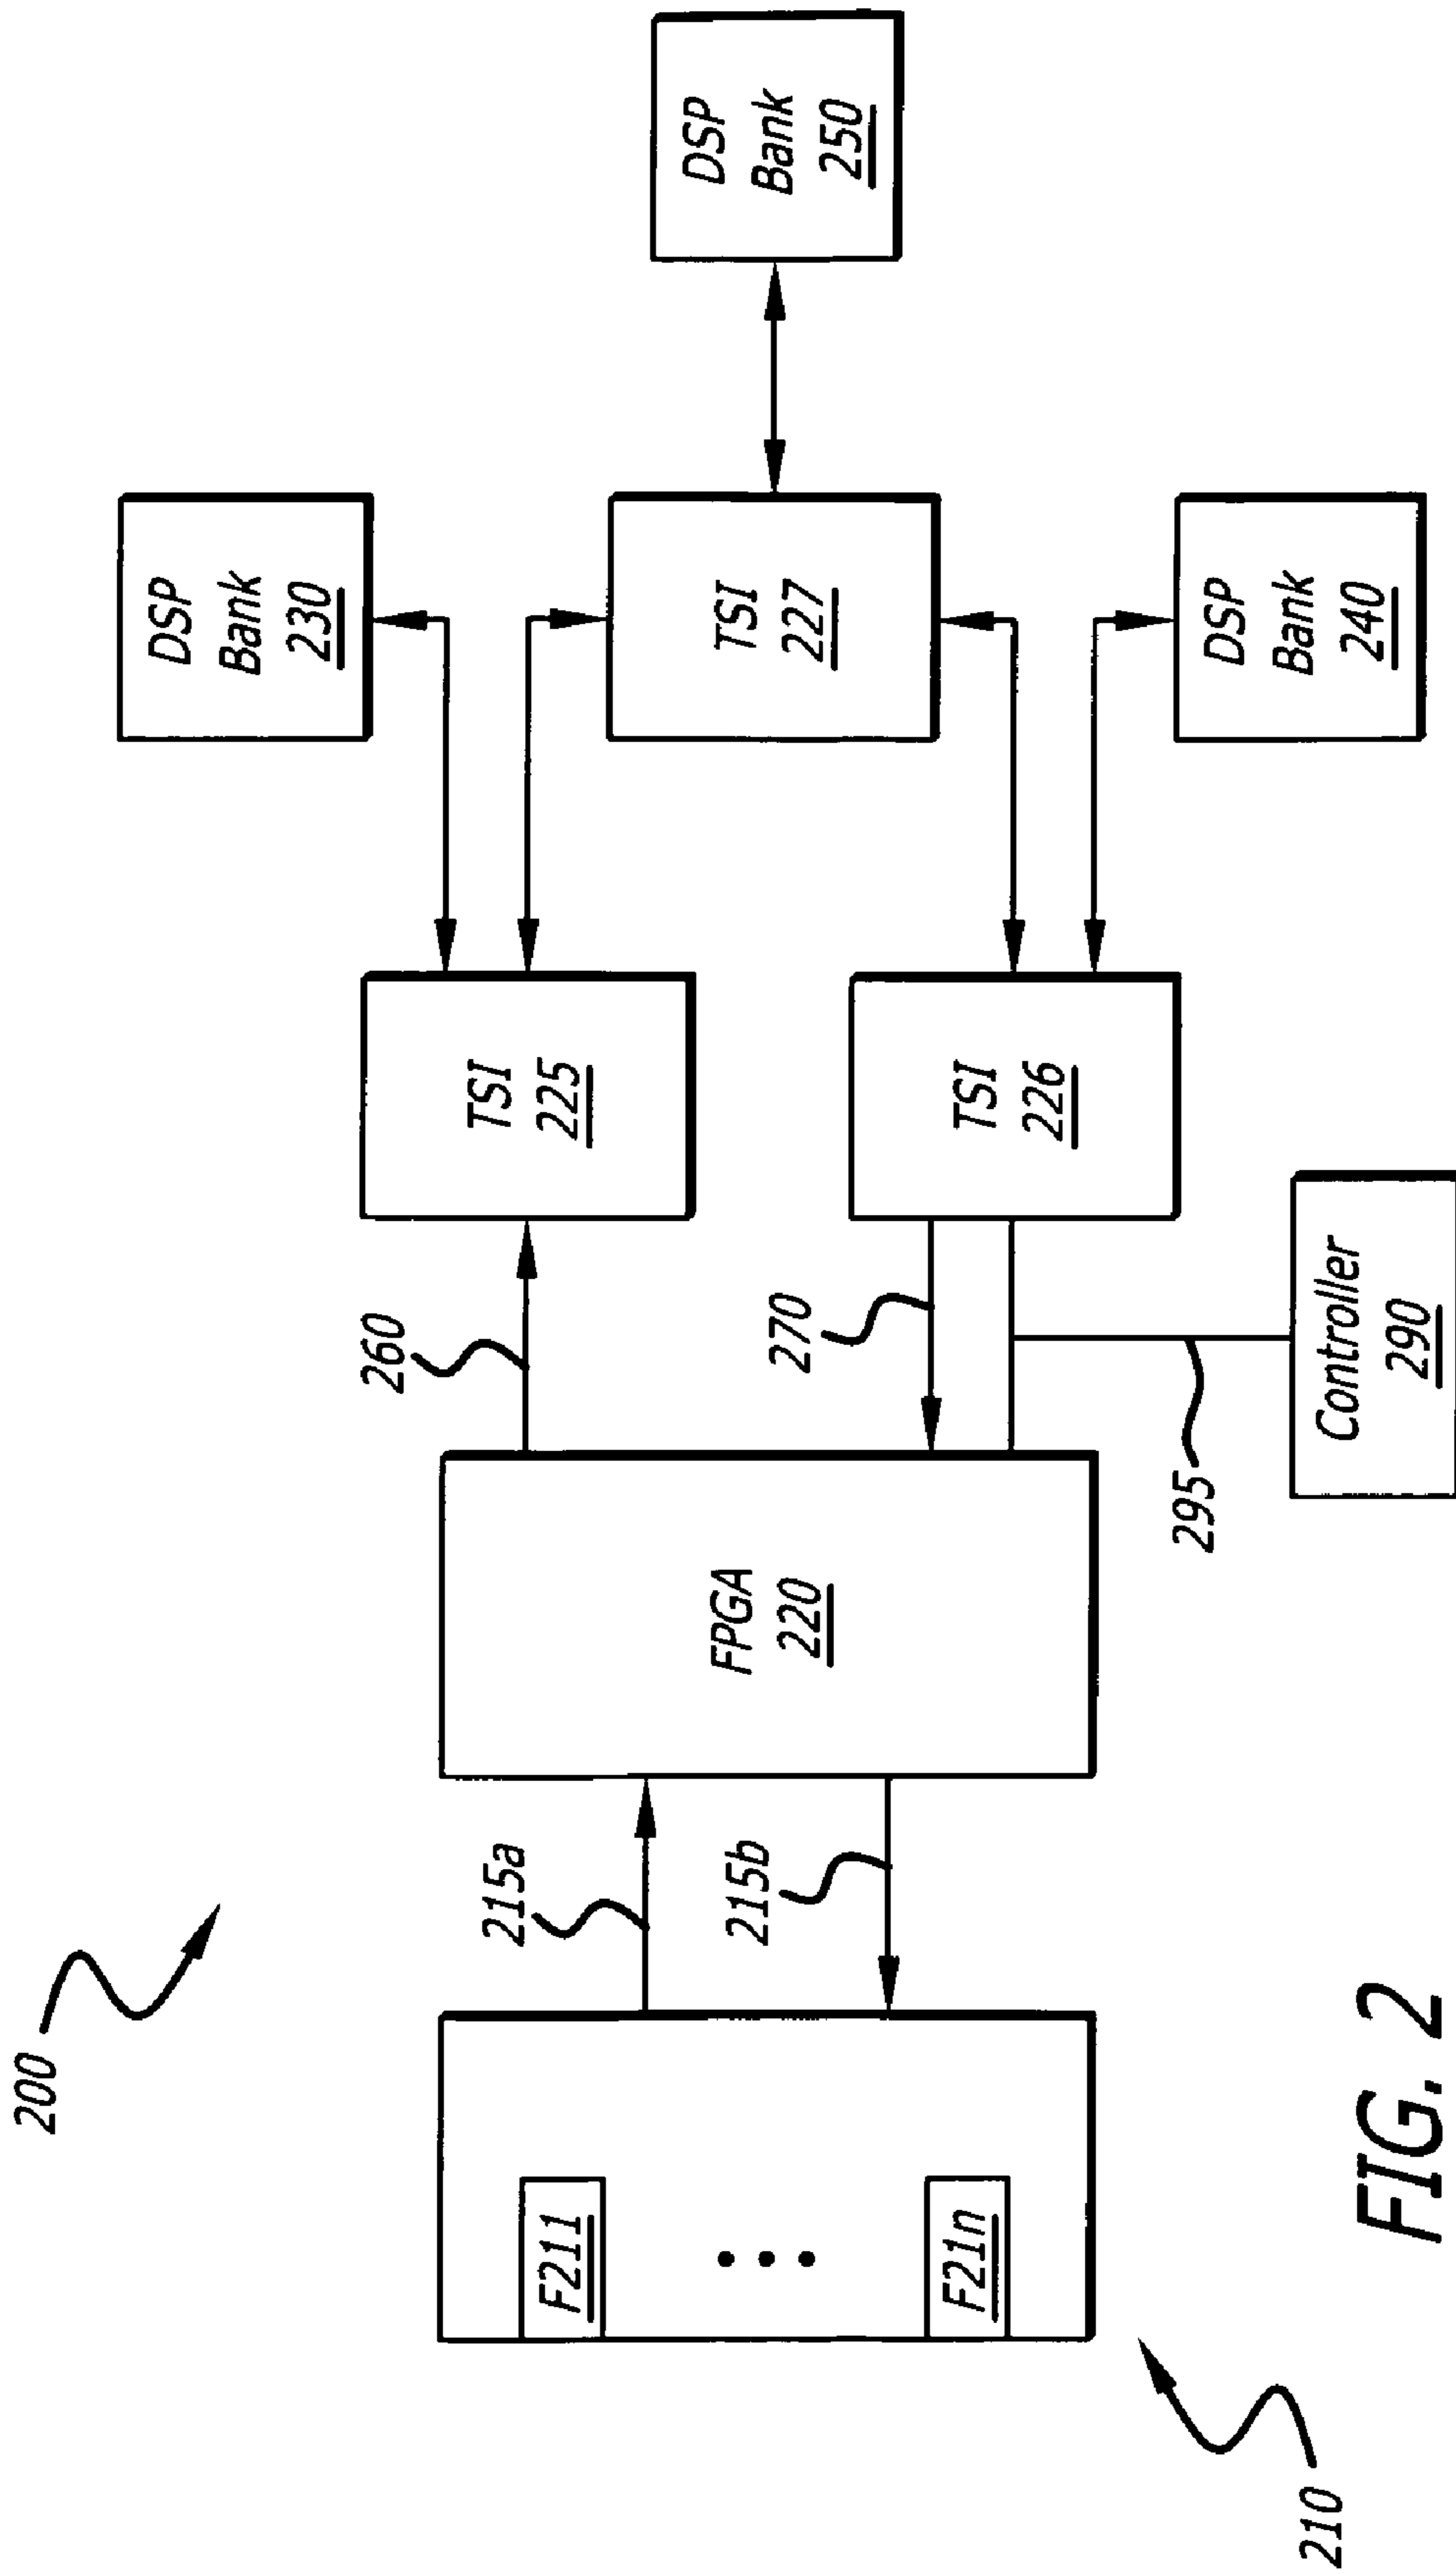 200
DSP
Bank
230
TSI
225
260
FPGA
220
215a
215b
F211
F21n
210
TSI
227
DSP
Bank
250
TSI
226
270
DSP
Bank
240
Controller
290
295
FIG. 2